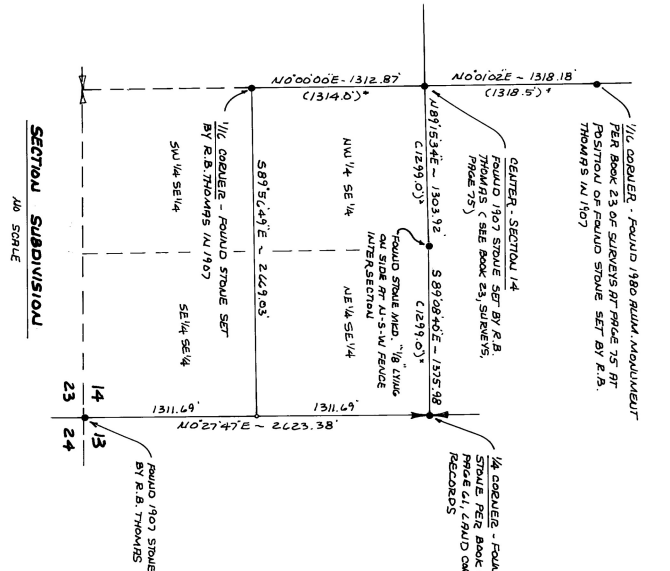 1/16 CORNER - FOUND 1980 ALUM. MONUMENT
PER BOOK 23 OF SURVEYS AT PAGE 75 AT
POSITION OF FOUND STONE SET BY R.B.
THOMAS IN 1907
N0°01'02"E ~ 1318.18'
(1318.5')
CENTER - SECTION 14
FOUND 1907 STONE SET BY R.B.
THOMAS (SEE BOOK 23, SURVEYS,
PAGE 75)
1/4 CORNER - FOUN
STONE PER BOOK
PAGE 61, LAND CO
RECORDS
N0°00'00"E - 1312.87'
(1314.0')
N89°15'34"E ~ 1303.92'
(1299.0')
S89°08'40"E ~ 1375.98
(1299.0')
FOUND STONE MKD. "1/8" LYING
ON SIDE AT N-S-W FENCE
INTERSECTION
NW 1/4 SE 1/4
NE 1/4 SE 1/4
1/16 CORNER - FOUND STONE SET
BY R.B. THOMAS IN 1907
S89°56'49"E ~ 2669.03'
SW 1/4 SE 1/4
SE 1/4 SE 1/4
1311.69'
1311.69'
N0°27'47"E ~ 2623.38'
14
13
23
24
FOUND 1907 STONE
BY R.B. THOMAS
SECTION SUBDIVISION
NO SCALE